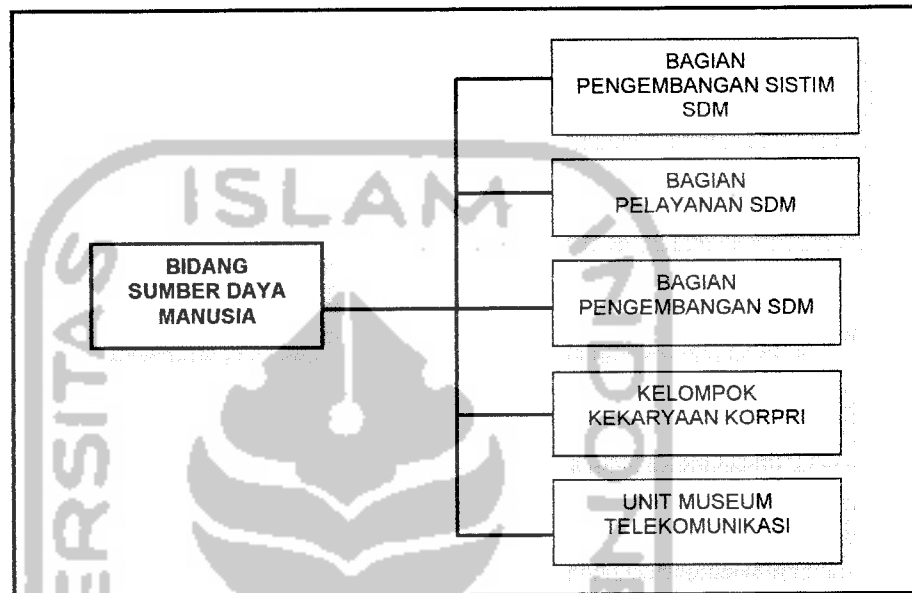 BAGIAN
PENGEMBANGAN SISTIM
SDM
BAGIAN
PELAYANAN SDM
BIDANG
SUMBER DAYA
MANUSIA
BAGIAN
PENGEMBANGAN SDM
KELOMPOK
KEKARYAAN KORPRI
UNIT MUSEUM
TELEKOMUNIKASI
ISLAM